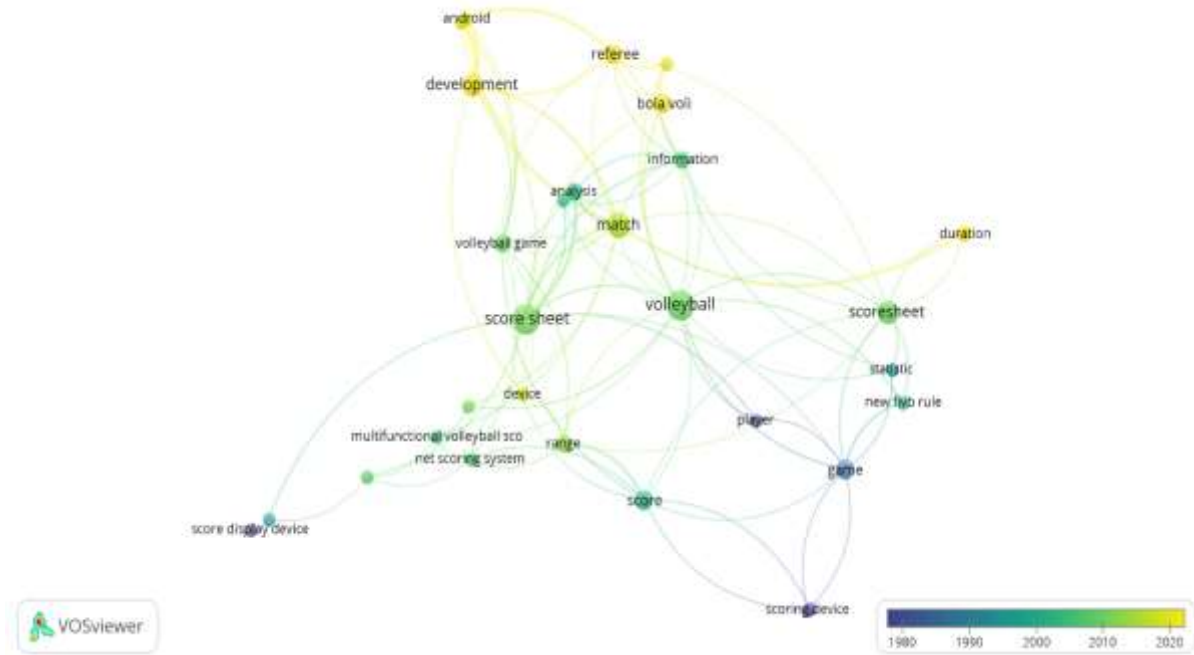 android
referee
development
bola voli
information
analysis
match
volleyball game
duration
volleyball
scoresheet
score sheet
statistic
device
new fivb rule
player
multifunctional volleyball sco
range
net scoring system
game
score
score display device
scoring device
VOSviewer
1980 1990 2000 2010 2020